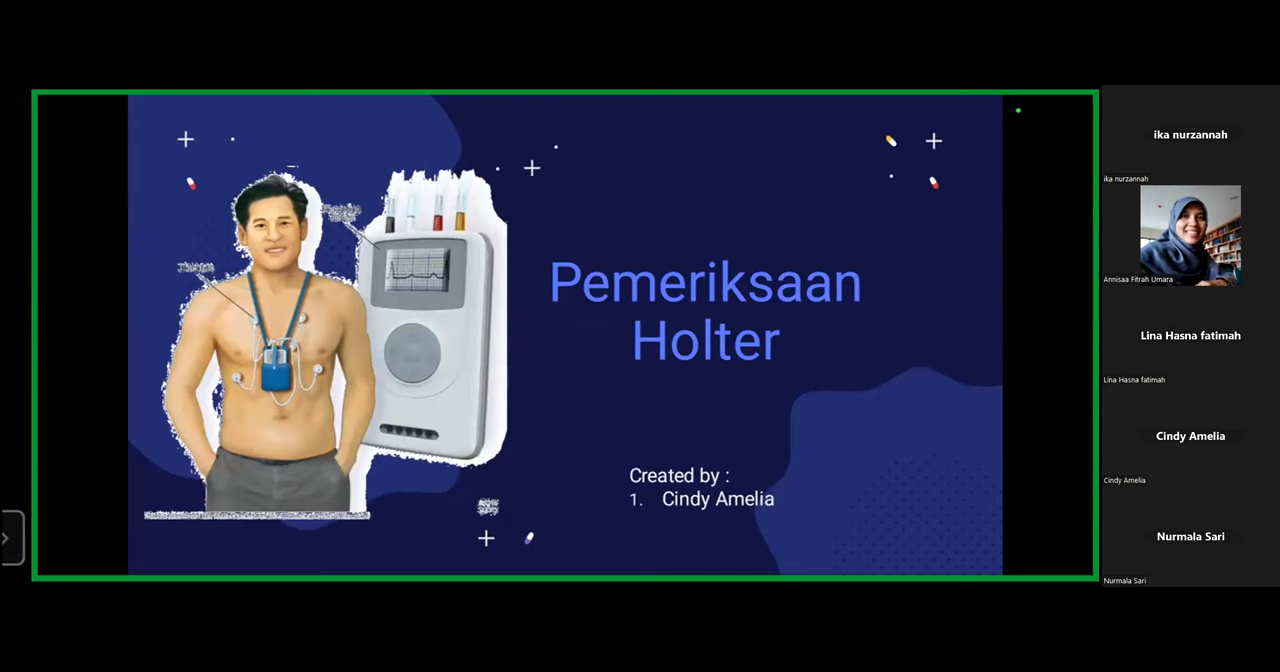 Pemeriksaan
Holter
Created by :
1. Cindy Amelia
ika nurzannah
ika nurzannah
Annisaa Fitrah Umara
Lina Hasna fatimah
Lina Hasna fatimah
Cindy Amelia
Cindy Amelia
Nurmala Sari
Nurmala Sari